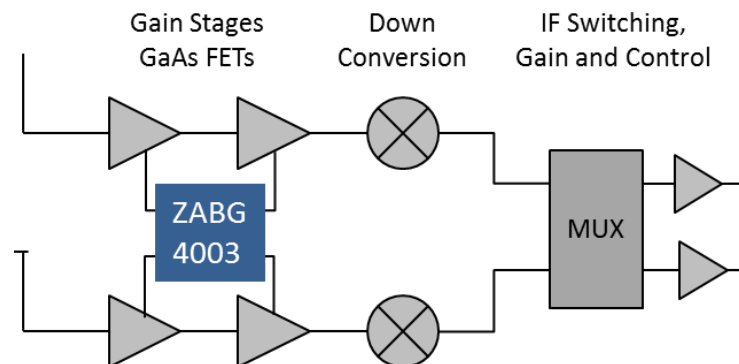 Gain Stages
GaAs FETs
Down
Conversion
IF Switching,
Gain and Control
ZABG
4003
MUX